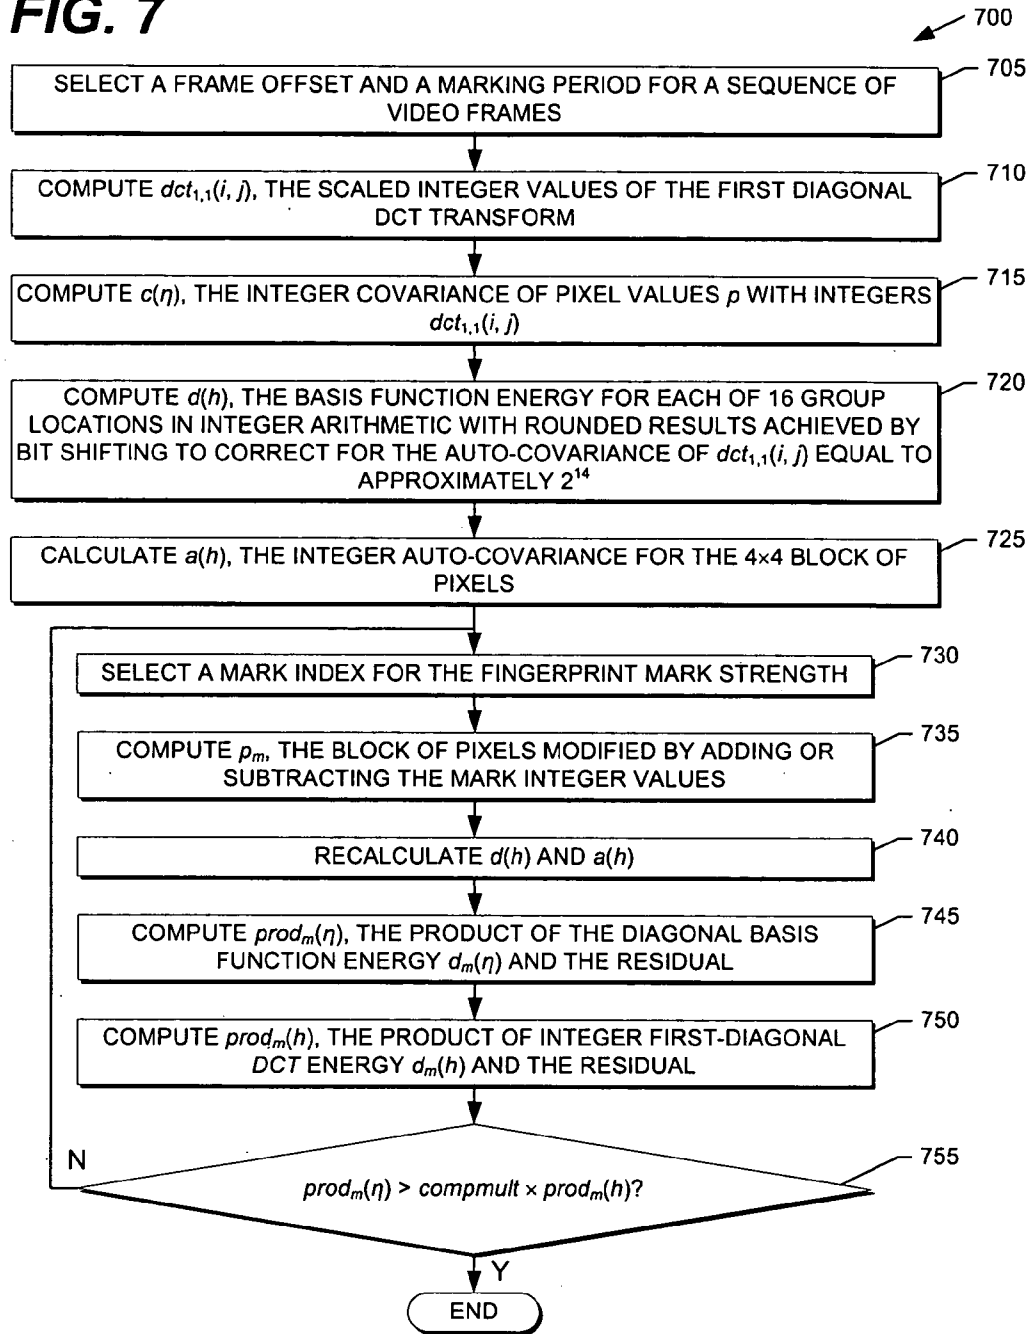 FIG. 7
700
SELECT A FRAME OFFSET AND A MARKING PERIOD FOR A SEQUENCE OF
VIDEO FRAMES
705
COMPUTE dct₁,₁(i, j), THE SCALED INTEGER VALUES OF THE FIRST DIAGONAL
DCT TRANSFORM
710
COMPUTE c(η), THE INTEGER COVARIANCE OF PIXEL VALUES p WITH INTEGERS
dct₁,₁(i, j)
715
COMPUTE d(h), THE BASIS FUNCTION ENERGY FOR EACH OF 16 GROUP
LOCATIONS IN INTEGER ARITHMETIC WITH ROUNDED RESULTS ACHIEVED BY
BIT SHIFTING TO CORRECT FOR THE AUTO-COVARIANCE OF dct₁,₁(i, j) EQUAL TO
APPROXIMATELY 2¹⁴
720
CALCULATE a(h), THE INTEGER AUTO-COVARIANCE FOR THE 4×4 BLOCK OF
PIXELS
725
SELECT A MARK INDEX FOR THE FINGERPRINT MARK STRENGTH
730
COMPUTE pₘ, THE BLOCK OF PIXELS MODIFIED BY ADDING OR
SUBTRACTING THE MARK INTEGER VALUES
735
RECALCULATE d(h) AND a(h)
740
COMPUTE prodₘ(η), THE PRODUCT OF THE DIAGONAL BASIS
FUNCTION ENERGY dₘ(η) AND THE RESIDUAL
745
COMPUTE prodₘ(h), THE PRODUCT OF INTEGER FIRST-DIAGONAL
DCT ENERGY dₘ(h) AND THE RESIDUAL
750
N
prodₘ(η) > compmult × prodₘ(h)?
755
Y
END